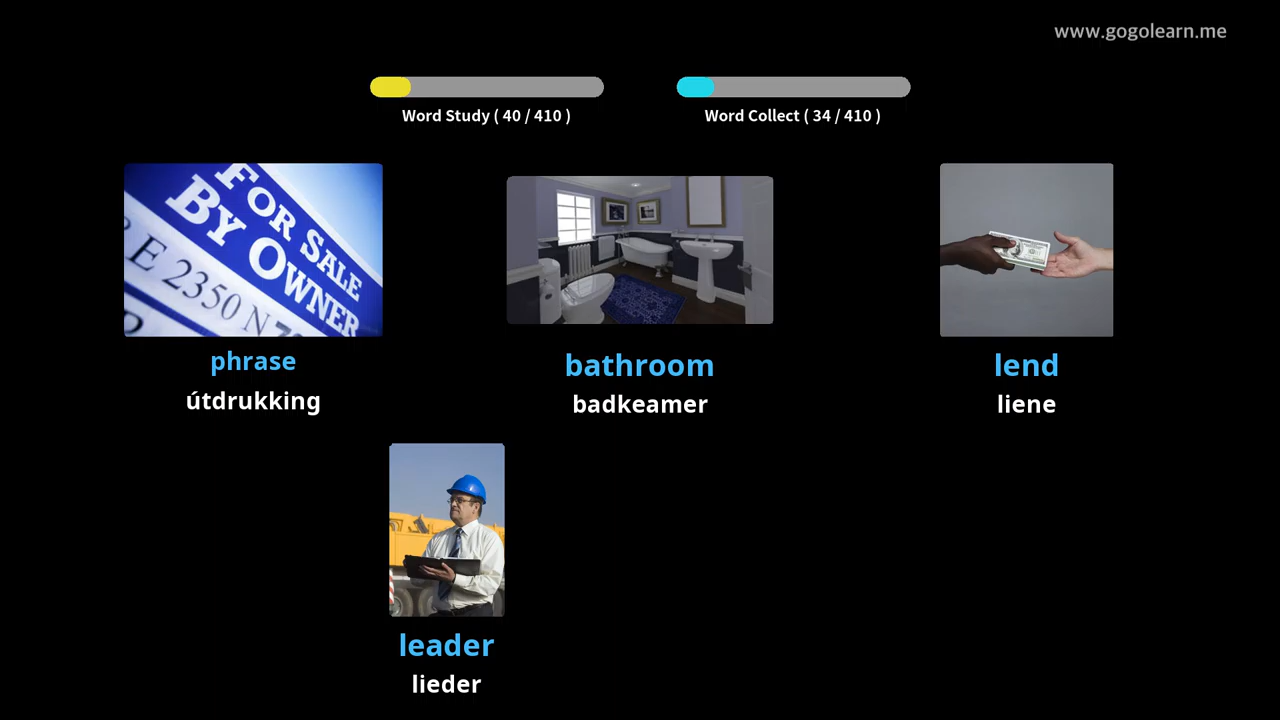 www.gogolearn.me
Word Study ( 40 / 410 )
Word Collect ( 34 / 410 )
FOR SALE
BY OWNER
E 2350 N
phrase
útdrukking
bathroom
badkeamer
lend
liene
leader
lieder